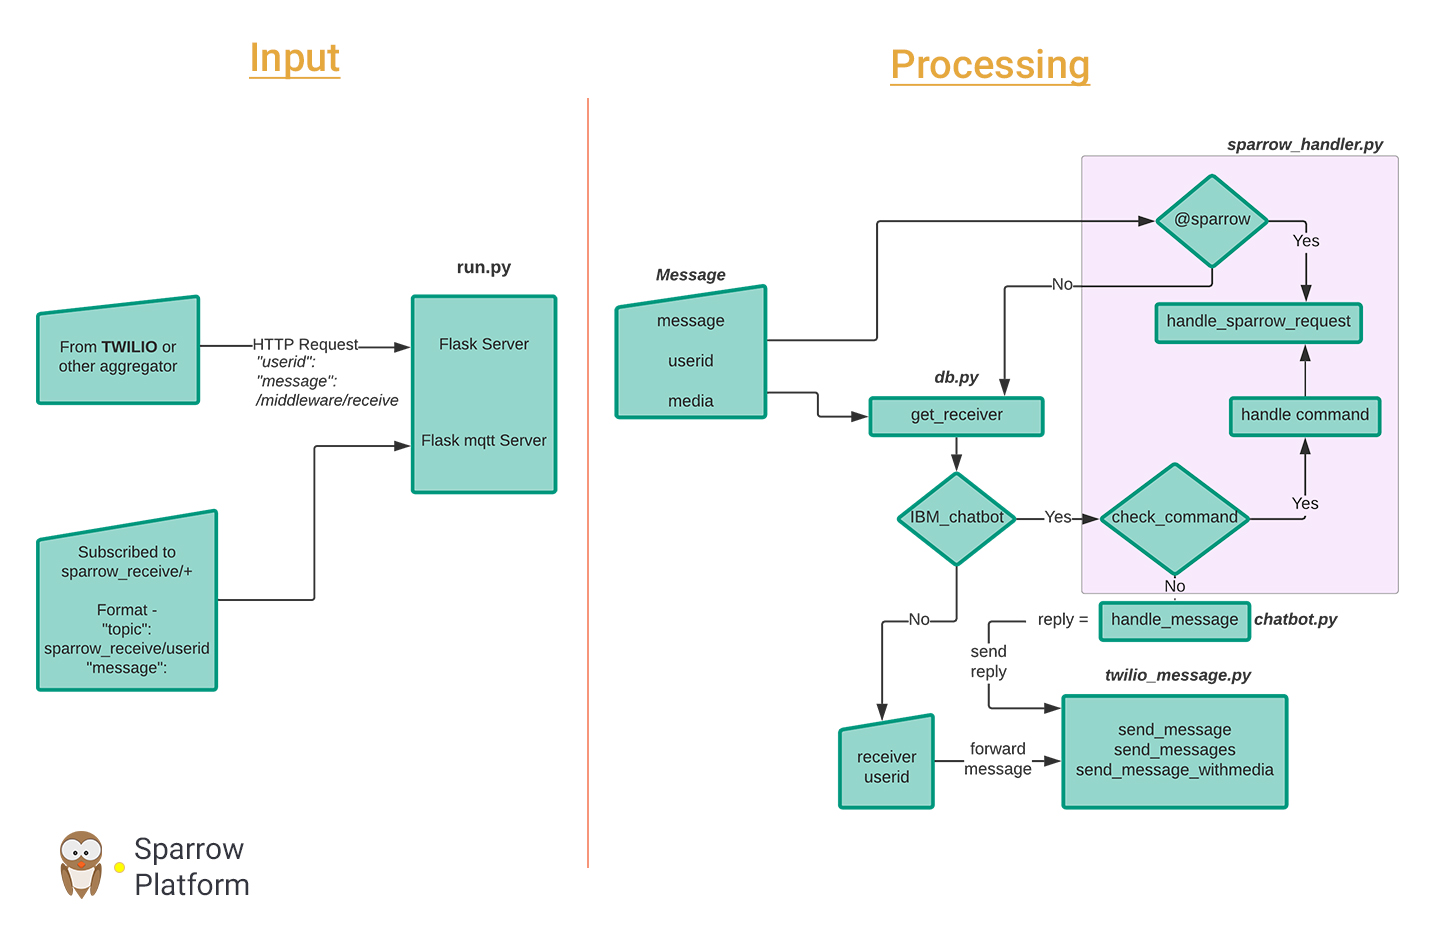 Input
run.py
From TWILIO or
other aggregator
HTTP Request
"userid":
"message":
/middleware/receive
Flask Server
Flask mqtt Server
Subscribed to
sparrow_receive/+
Format -
"topic":
sparrow_receive/userid
"message":
Sparrow
Platform
Processing
sparrow_handler.py
@sparrow
Yes
No
Message
message
userid
media
handle_sparrow_request
db.py
get_receiver
handle command
IBM_chatbot
Yes
check_command
Yes
No
No
reply =
handle_message
chatbot.py
send
reply
twilio_message.py
send_message
send_messages
send_message_withmedia
receiver
userid
forward
message